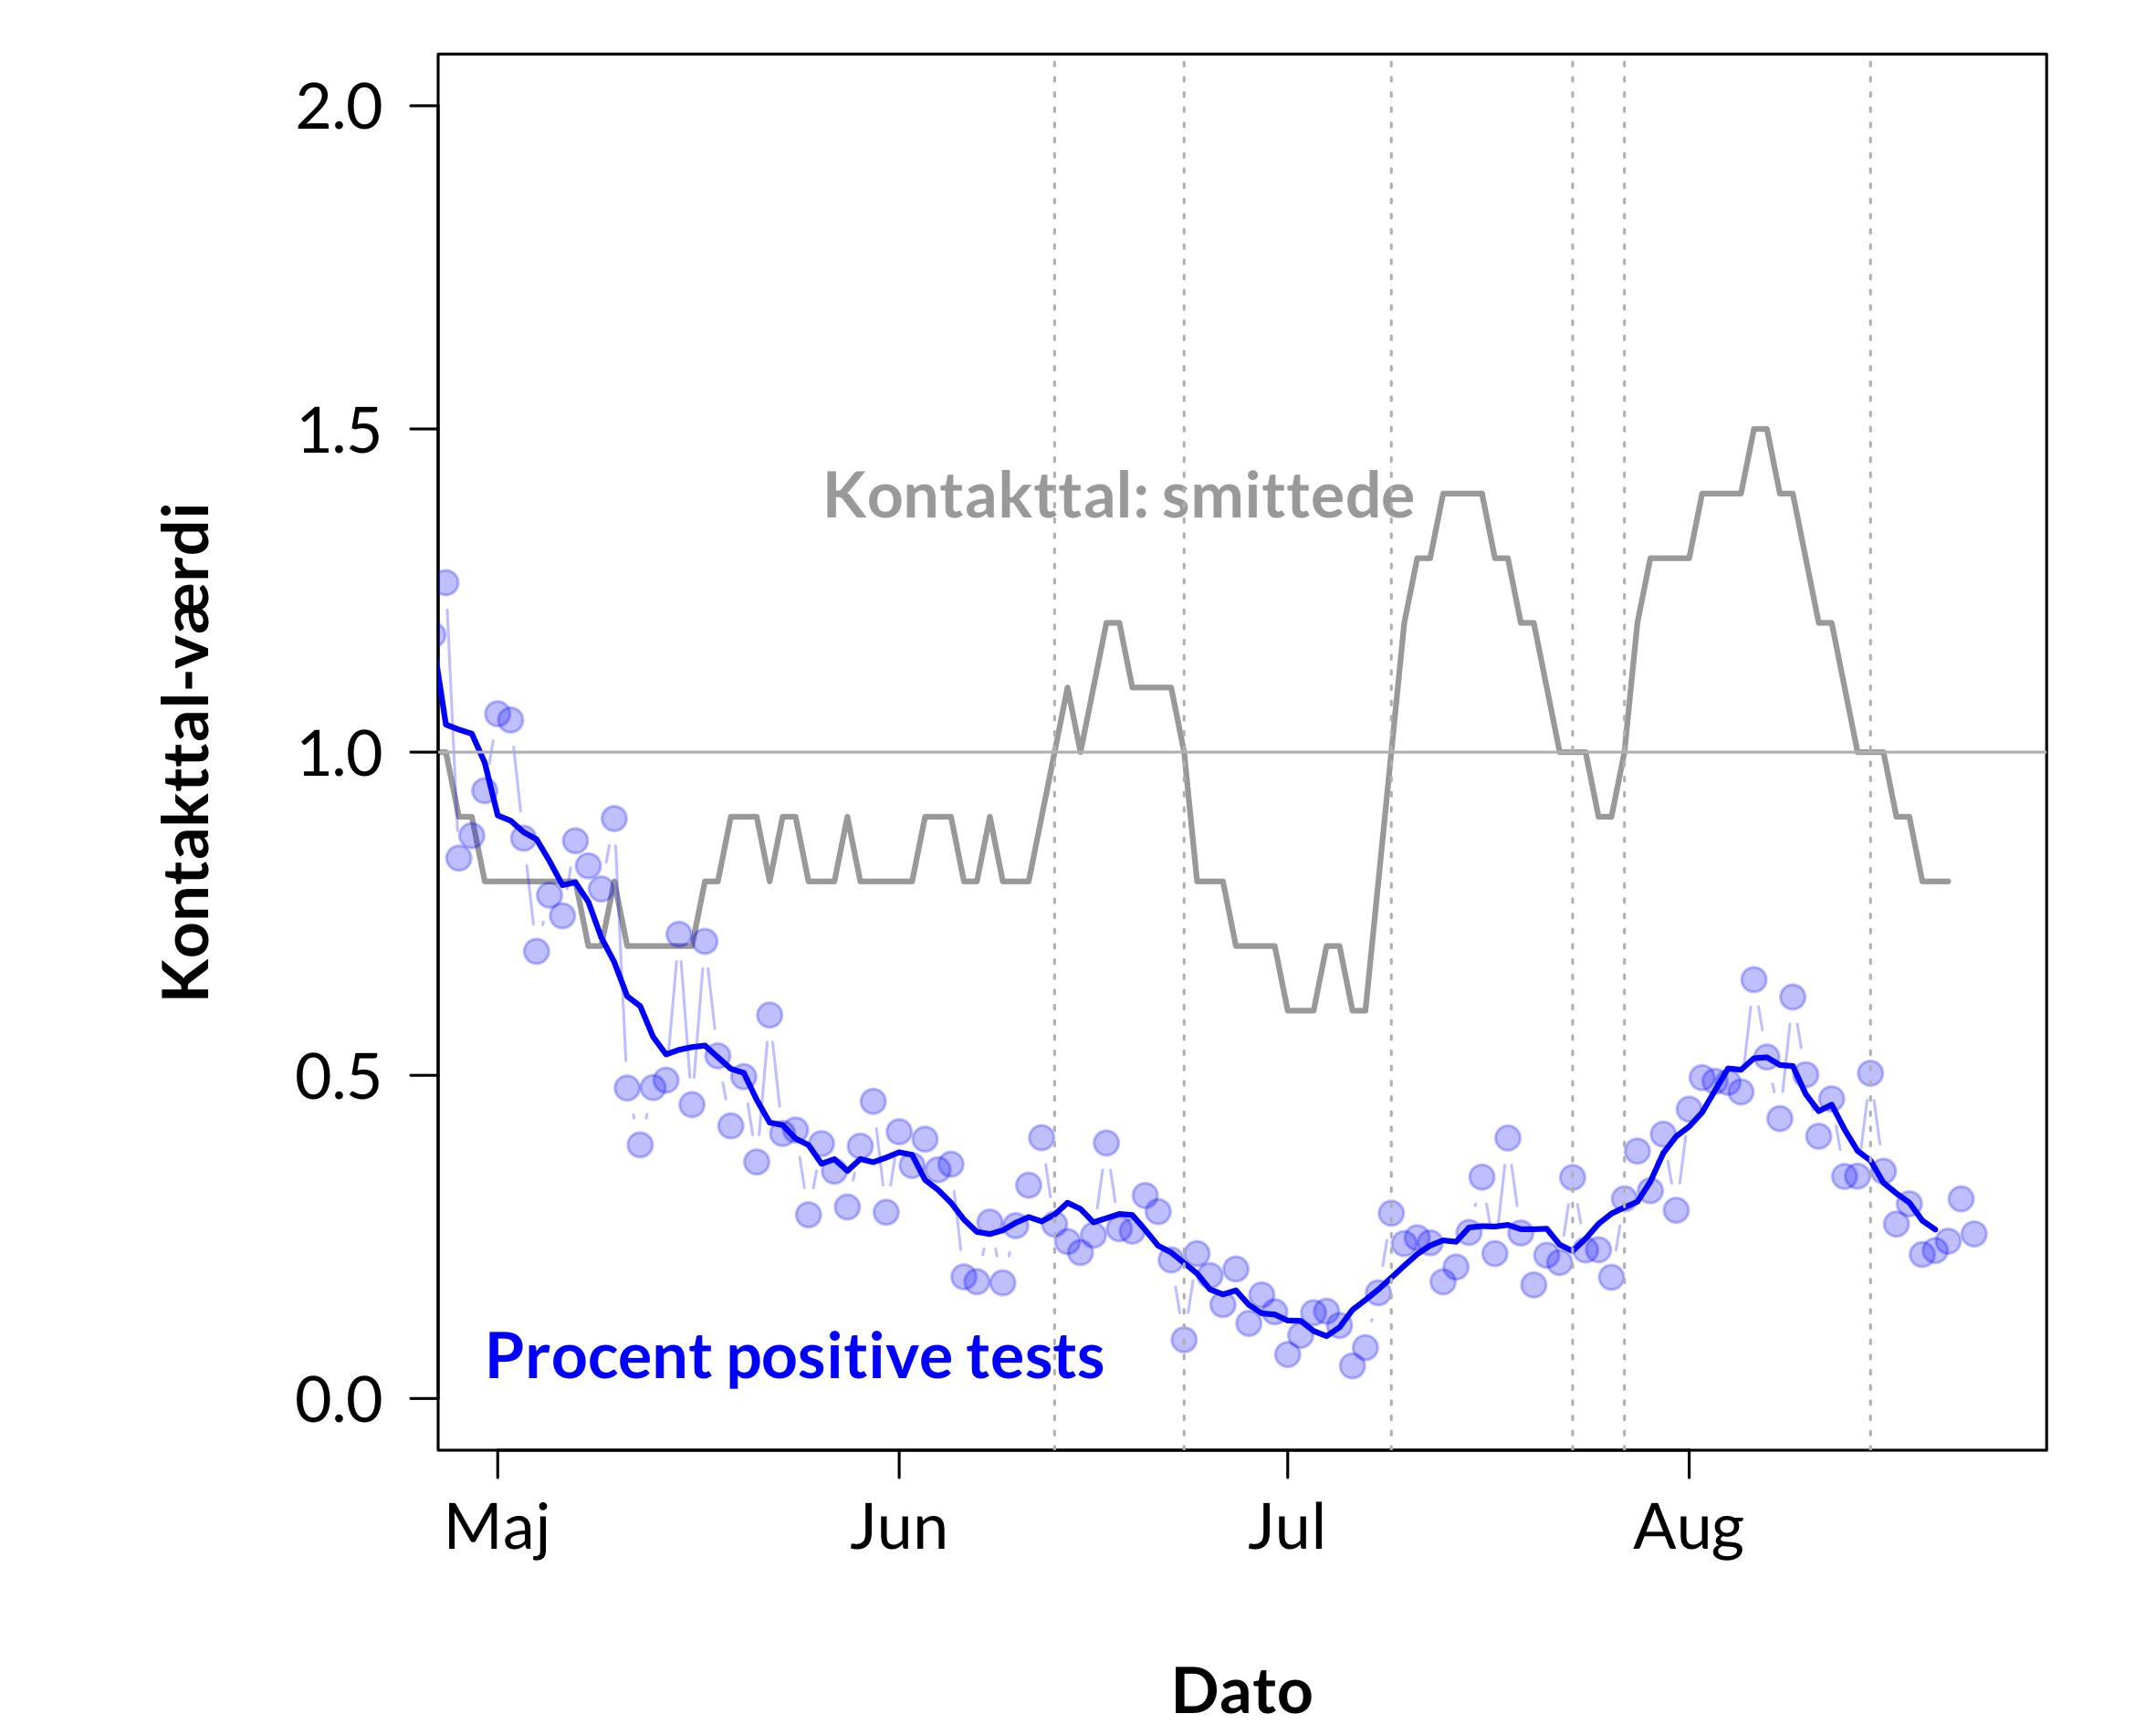 2.0
1.5
1.0
0.5
0.0
Kontakttal-værdi
Kontakttal: smittede
Procent positive tests
Maj
Jun
Jul
Aug
Dato